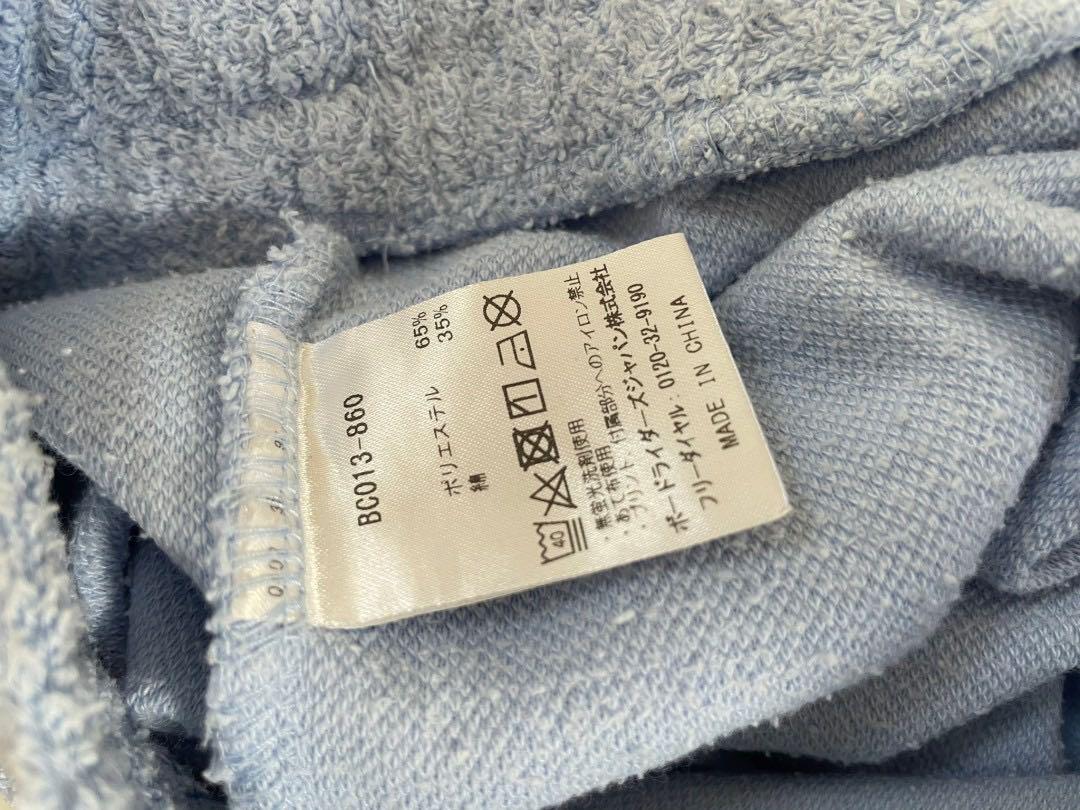 BC013-860
ポリエステル 65%
綿 35%
40
・無蛍光洗剤使用
・あて布使用
・プリント、付属部分へのアイロン禁止
ボードライダーズジャパン株式会社
フリーダイヤル:0120-32-9190
MADE IN CHINA